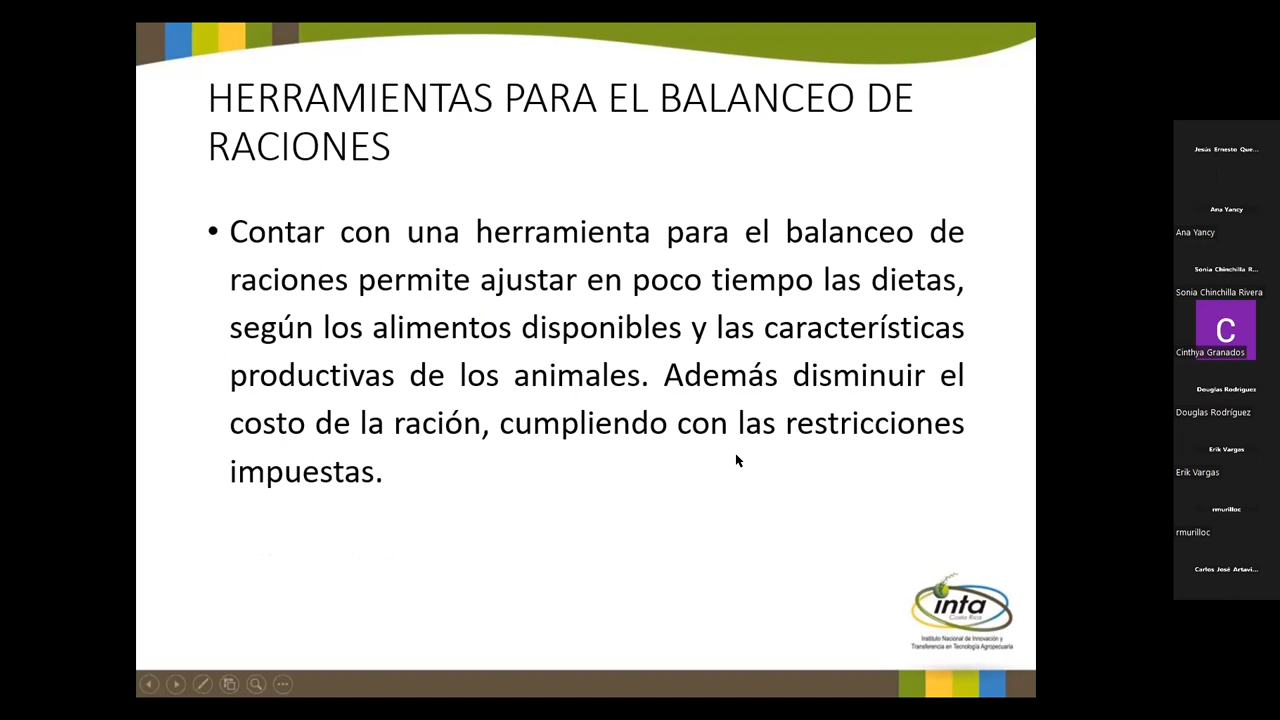 HERRAMIENTAS PARA EL BALANCEO DE
RACIONES
• Contar con una herramienta para el balanceo de
raciones permite ajustar en poco tiempo las dietas,
según los alimentos disponibles y las características
productivas de los animales. Además disminuir el
costo de la ración, cumpliendo con las restricciones
impuestas.
inta
Costa Rica
Instituto Nacional de Innovación y
Transferencia en Tecnología Agropecuaria
Jesús Ernesto Que...
Ana Yancy
Ana Yancy
Sonia Chinchilla R...
Sonia Chinchilla Rivera
C
Cinthya Granados
Douglas Rodríguez
Douglas Rodríguez
Erik Vargas
Erik Vargas
rmurilloc
rmurilloc
Carlos José Artavi...